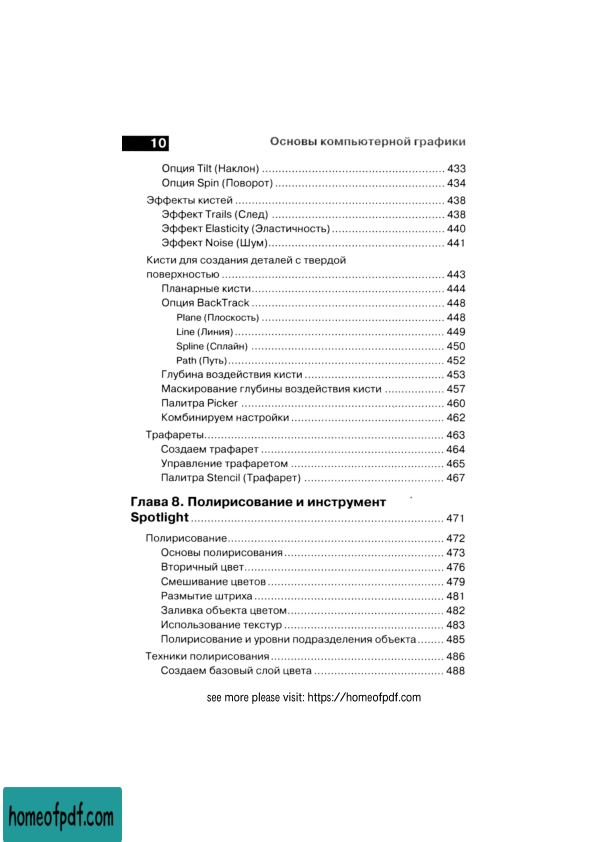 10 Основы компьютерной графики
Опция Tilt (Наклон) ........................................................ 433
Опция Spin (Поворот) .................................................... 434
Эффекты кистей ................................................................ 438
Эффект Trails (След) ..................................................... 438
Эффект Elasticity (Эластичность) ................................... 440
Эффект Noise (Шум)...................................................... 441
Кисти для создания деталей с твердой
поверхностью .................................................................... 443
Планарные кисти........................................................... 444
Опция BackTrack ........................................................... 448
Plane (Плоскость) ........................................................ 448
Line (Линия) ................................................................ 449
Spline (Сплайн) ........................................................... 450
Path (Путь).................................................................. 452
Глубина воздействия кисти ........................................... 453
Маскирование глубины воздействия кисти .................. 457
Палитра Picker .............................................................. 460
Комбинируем настройки ............................................... 462
Трафареты......................................................................... 463
Создаем трафарет ........................................................ 464
Управление трафаретом ............................................... 465
Палитра Stencil (Трафарет) ........................................... 467
Глава 8. Полирисование и инструмент
Spotlight ............................................................................. 471
Полирисование.................................................................. 472
Основы полирисования ................................................. 473
Вторичный цвет............................................................. 476
Смешивание цветов ...................................................... 479
Размытие штриха .......................................................... 481
Заливка объекта цветом................................................ 482
Использование текстур ................................................. 483
Полирисование и уровни подразделения объекта........ 485
Техники полирисования ..................................................... 486
Создаем базовый слой цвета ........................................ 488
see more please visit: https://homeofpdf.com
homeofpdf.com